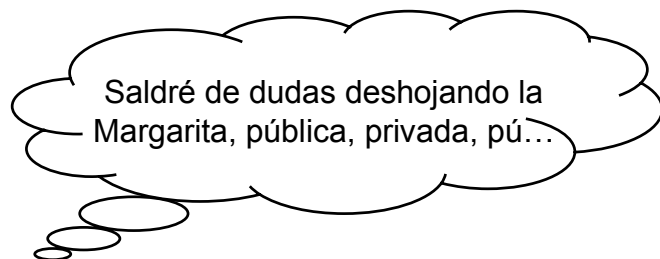 Saldré de dudas deshojando la
Margarita, pública, privada, pú…